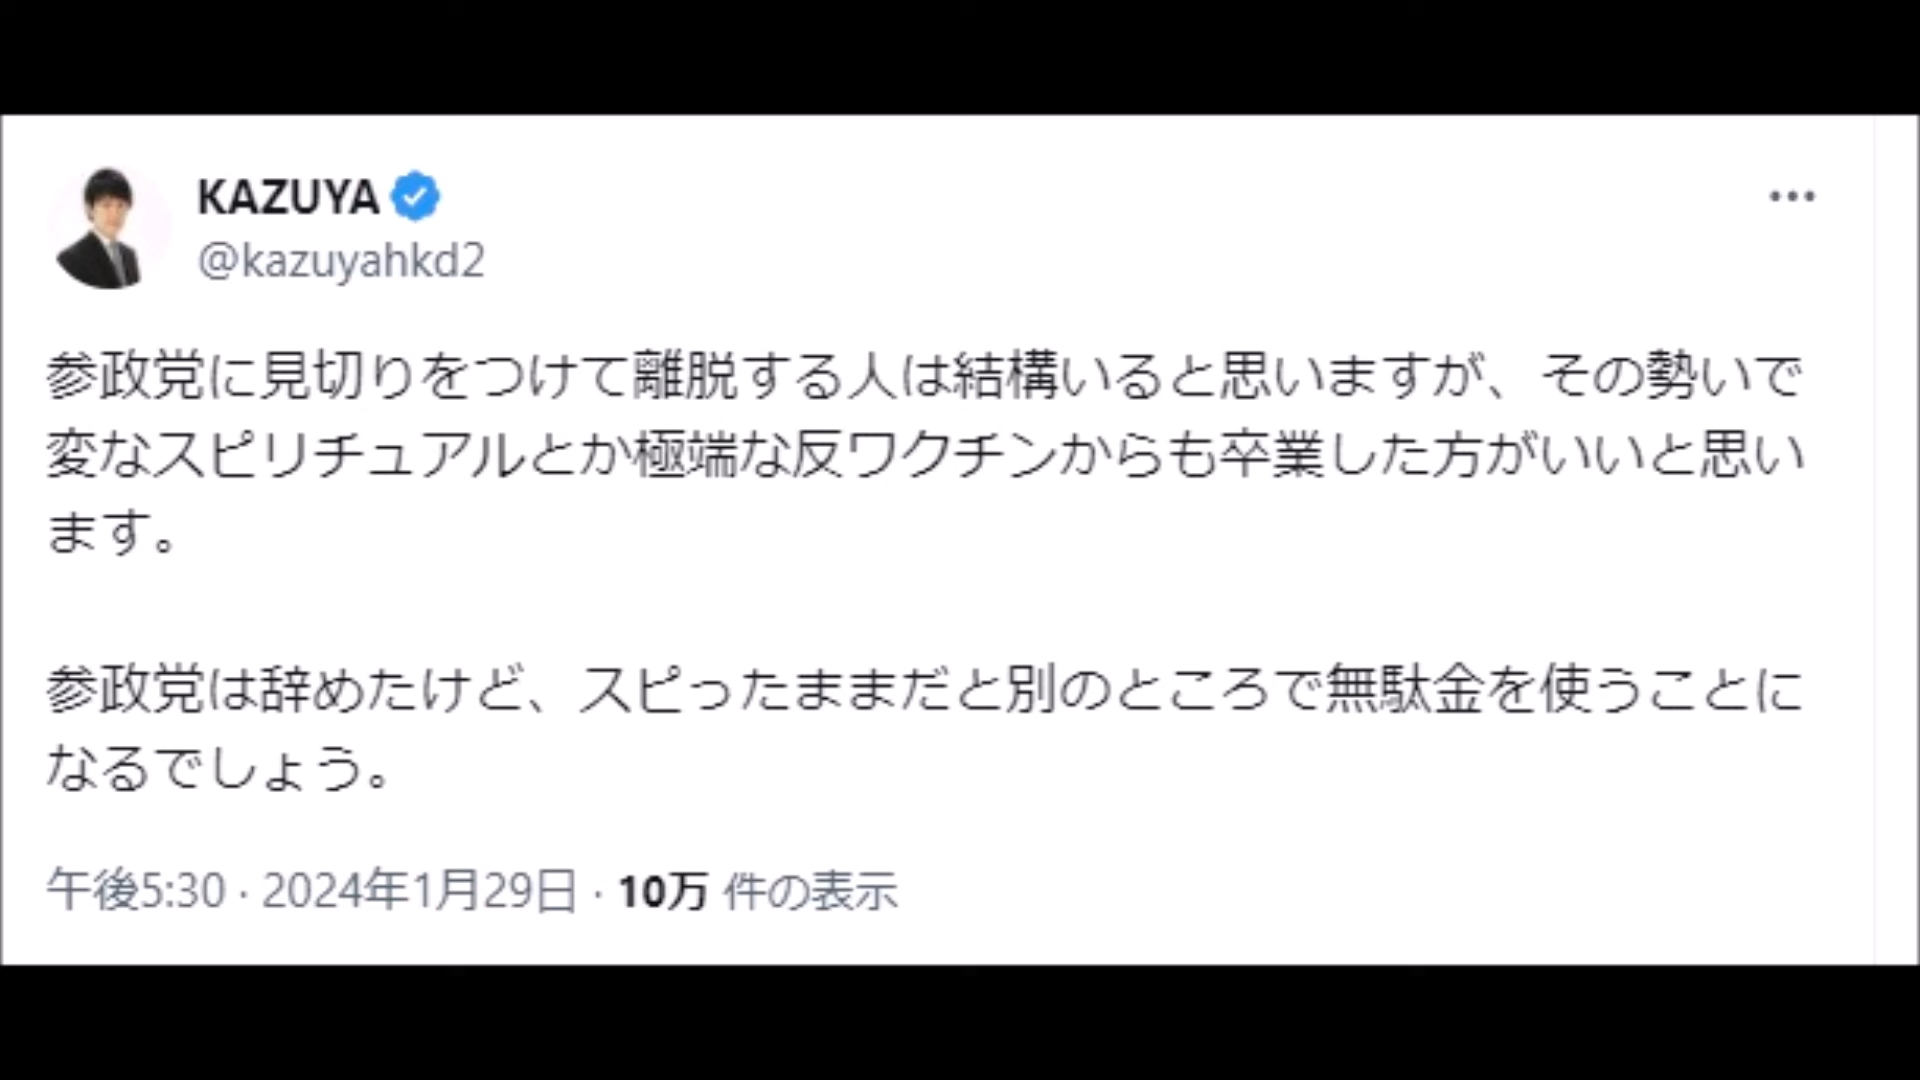 KAZUYA
@kazuyahkd2
参政党に見切りをつけて離脱する人は結構いると思いますが、その勢いで
変なスピリチュアルとか極端な反ワクチンからも卒業した方がいいと思い
ます。
参政党は辞めたけど、スピったままだと別のところで無駄金を使うことに
なるでしょう。
午後5:30 · 2024年1月29日 · 10万 件の表示